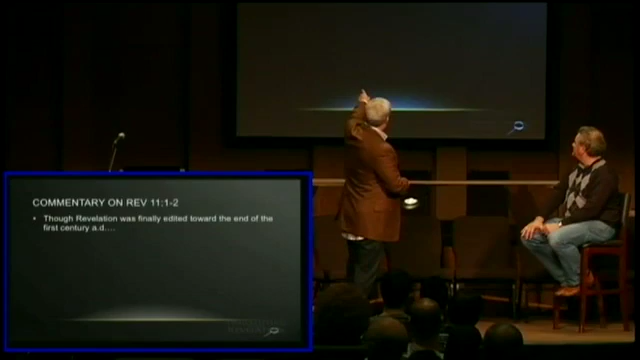 COMMENTARY ON REV 11:1-2
• Though Revelation was finally edited toward the end of the
first century a.d....